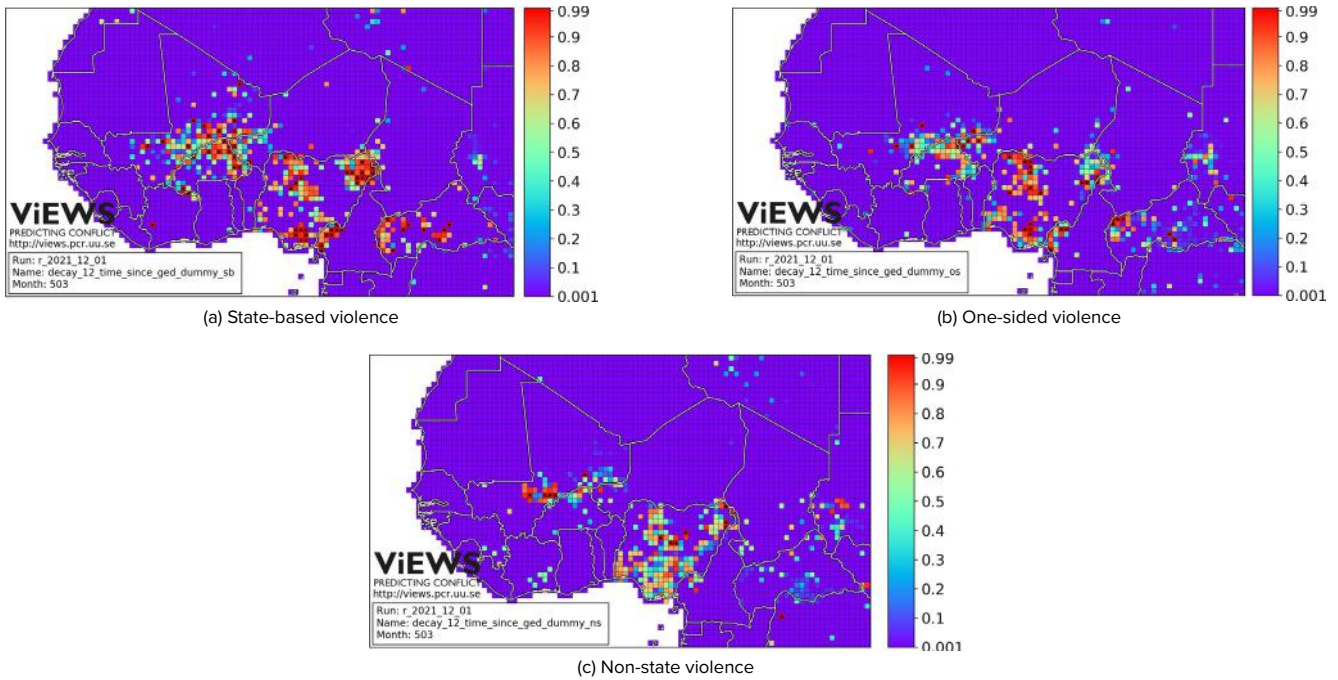 0.99
0.9
0.8
0.7
0.6
0.5
0.4
0.3
0.2
0.1
0.001
ViEWS
PREDICTING CONFLICT
http://views.pcr.uu.se
Run: r_2021_12_01
Name: decay_12_time_since_ged_dummy_sb
Month: 503
(a) State-based violence
0.99
0.9
0.8
0.7
0.6
0.5
0.4
0.3
0.2
0.1
0.001
ViEWS
PREDICTING CONFLICT
http://views.pcr.uu.se
Run: r_2021_12_01
Name: decay_12_time_since_ged_dummy_os
Month: 503
(b) One-sided violence
0.99
0.9
0.8
0.7
0.6
0.5
0.4
0.3
0.2
0.1
0.001
ViEWS
PREDICTING CONFLICT
http://views.pcr.uu.se
Run: r_2021_12_01
Name: decay_12_time_since_ged_dummy_ns
Month: 503
(c) Non-state violence